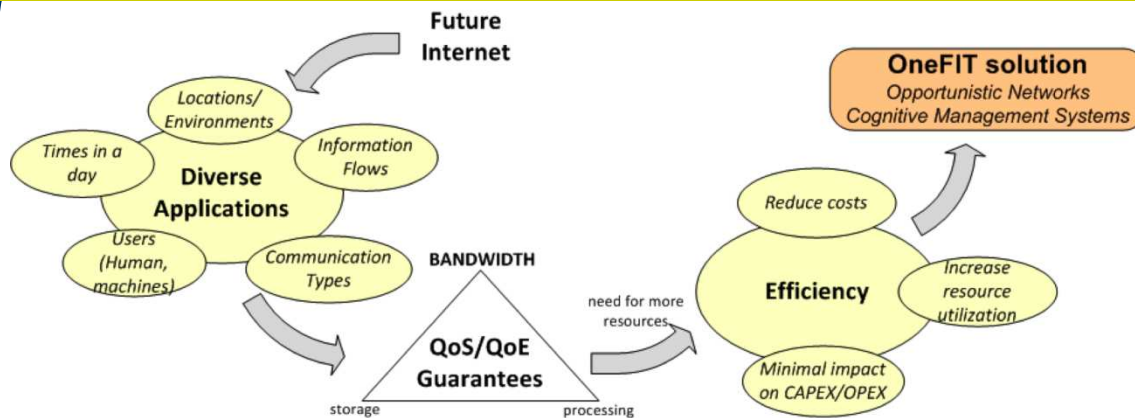 Future
Internet
Locations/
Environments
Times in a
day
Information
Flows
Diverse
Applications
Users
(Human,
machines)
Communication
Types
BANDWIDTH
QoS/QoE
Guarantees
storage
processing
need for more
resources
Reduce costs
Efficiency
Increase
resource
utilization
Minimal impact
on CAPEX/OPEX
OneFIT solution
Opportunistic Networks
Cognitive Management Systems